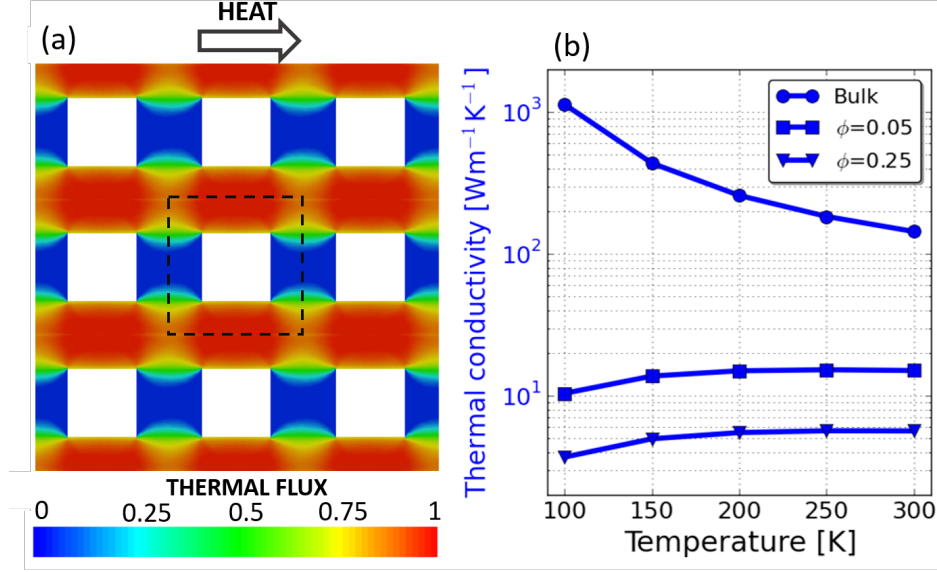 HEAT
(a)
THERMAL FLUX
0 0.25 0.5 0.75 1
(b)
Thermal conductivity [Wm⁻¹K⁻¹]
10³
10²
10¹
Bulk
ϕ=0.05
ϕ=0.25
100 150 200 250 300
Temperature [K]